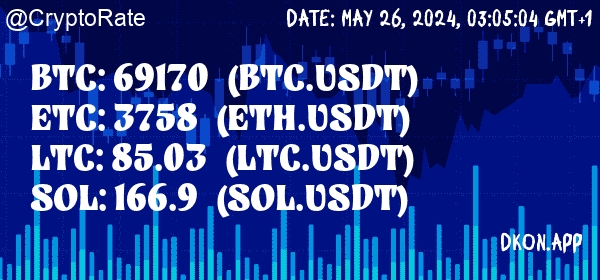 @CryptoRate
DATE: MAY 26, 2024, 03:05:04 GMT+1
BTC: 69170 (BTC.USDT)
ETC: 3758 (ETH.USDT)
LTC: 85.03 (LTC.USDT)
SOL: 166.9 (SOL.USDT)
DKON.APP